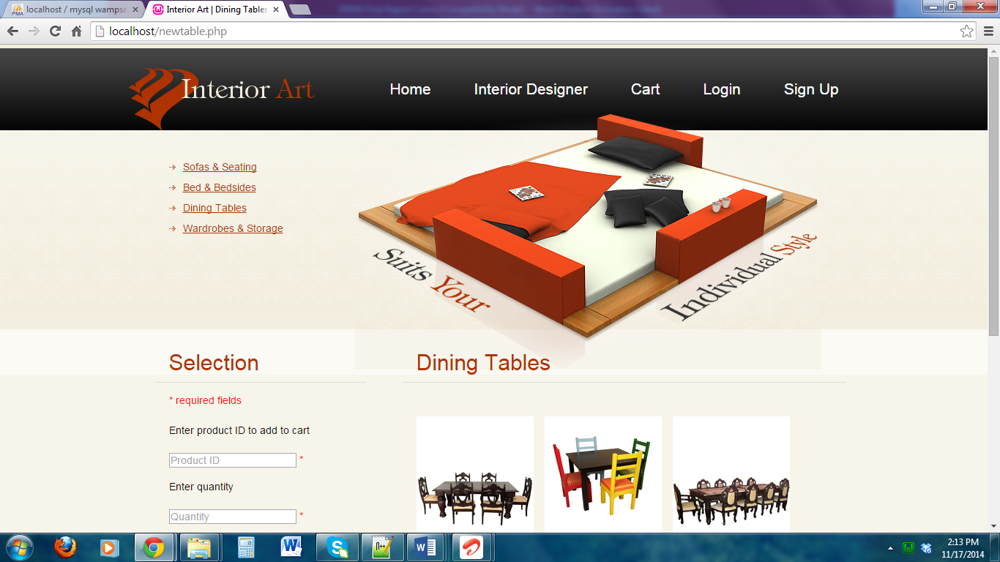 localhost / mysql wampse
Interior Art | Dining Tables
localhost/newtable.php
Interior Art
Home
Interior Designer
Cart
Login
Sign Up
Sofas & Seating
Bed & Bedsides
Dining Tables
Wardrobes & Storage
Suits Your
Individual Style
Selection
Dining Tables
* required fields
Enter product ID to add to cart
Product ID *
Enter quantity
Quantity *
2:13 PM
11/17/2014